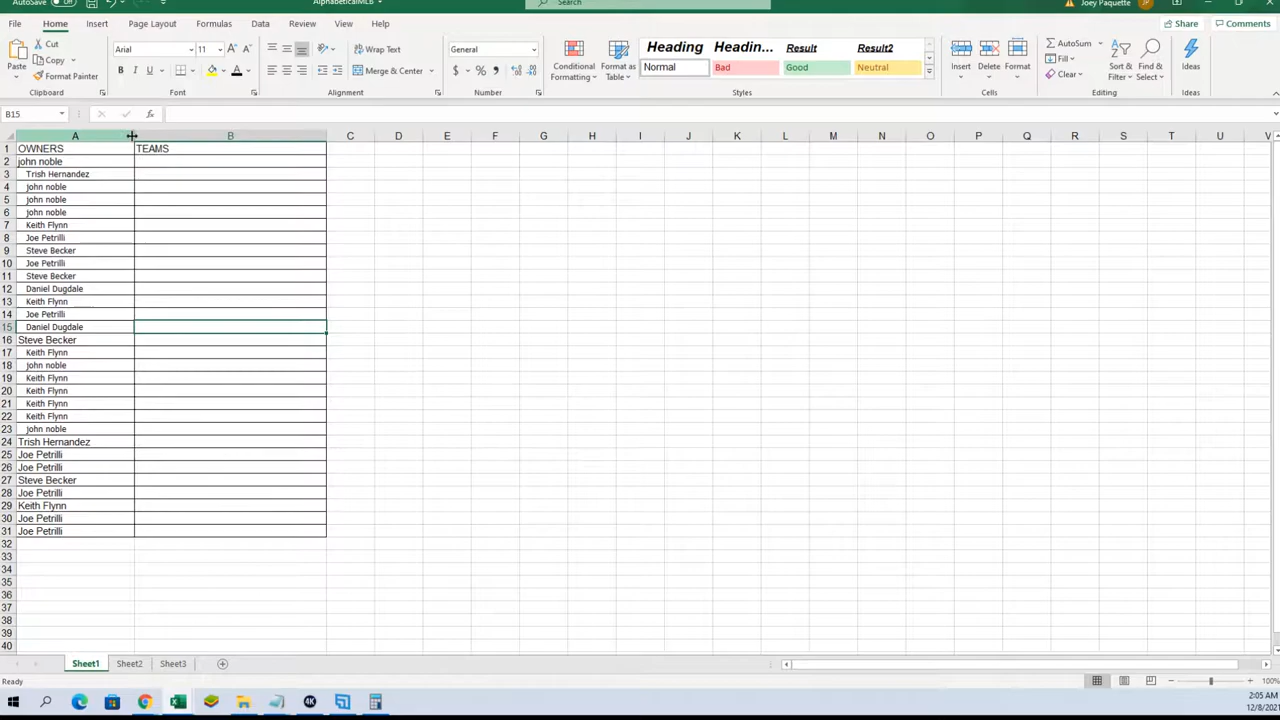 AutoSave Off AlphabeticalMLB Search Joey Paquette
File Home Insert Page Layout Formulas Data Review View Help Share Comments
Paste Cut Copy Format Painter Clipboard
Arial 11 Font
Wrap Text Merge & Center Alignment
General Number
Conditional Formatting Format as Table
Heading Headin... Result Result2
Normal Bad Good Neutral
Styles
Insert Delete Format Cells
AutoSum Fill Clear Sort & Filter Find & Select Editing
Ideas Ideas
B15 fx
A B C D E F G H I J K L M N O P Q R S T U V
1 OWNERS TEAMS
2 john noble
3 Trish Hernandez
4 john noble
5 john noble
6 john noble
7 Keith Flynn
8 Joe Petrilli
9 Steve Becker
10 Joe Petrilli
11 Steve Becker
12 Daniel Dugdale
13 Keith Flynn
14 Joe Petrilli
15 Daniel Dugdale
16 Steve Becker
17 Keith Flynn
18 john noble
19 Keith Flynn
20 Keith Flynn
21 Keith Flynn
22 Keith Flynn
23 john noble
24 Trish Hernandez
25 Joe Petrilli
26 Joe Petrilli
27 Steve Becker
28 Joe Petrilli
29 Keith Flynn
30 Joe Petrilli
31 Joe Petrilli
32
33
34
35
36
37
38
39
40
Sheet1 Sheet2 Sheet3
Ready 100%
4K
2:05 AM
12/8/2021